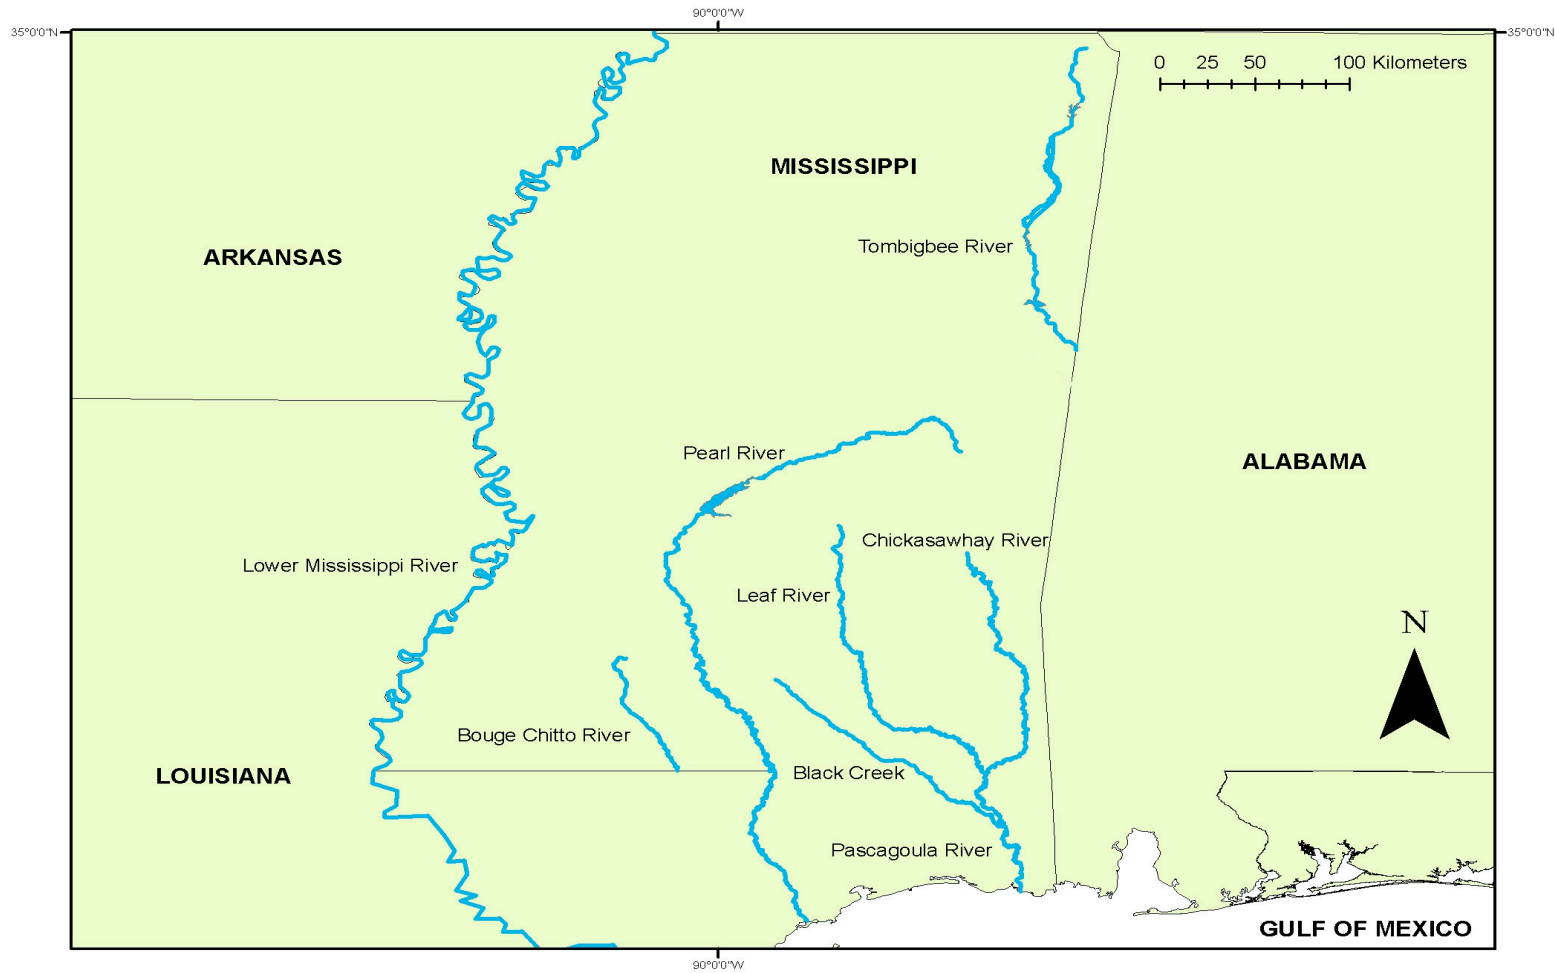 90°0'0"W
35°0'0"N
35°0'0"N
0 25 50 100 Kilometers
MISSISSIPPI
Tombigbee River
ARKANSAS
Pearl River
ALABAMA
Chickasawhay River
Lower Mississippi River
Leaf River
N
Bouge Chitto River
LOUISIANA
Black Creek
Pascagoula River
GULF OF MEXICO
90°0'0"W